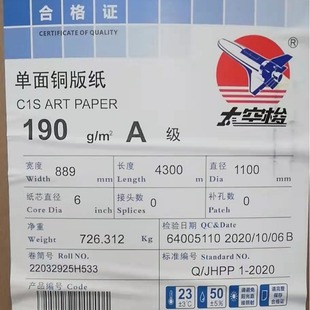 合格证
CERTIFICATE OF QUALITY
®
单面铜版纸
C1S ART PAPER
太空梭
190 g/m² A 级
宽度 889 长度 4300 直径 1100
Width mm Length m Dia mm
纸芯直径 6 接头数 0 补孔数 0
Core Dia inch Splices Patch
净重 检验日期 QC&Date
Weight 726.312 Kg 64005110 2020/10/06 B
卷筒号 Roll NO. 标准编号 Standard NO.
22032925H533 Q/JHPP 1-2020
产品编号 Code
23 ±3℃ 50 ±5%